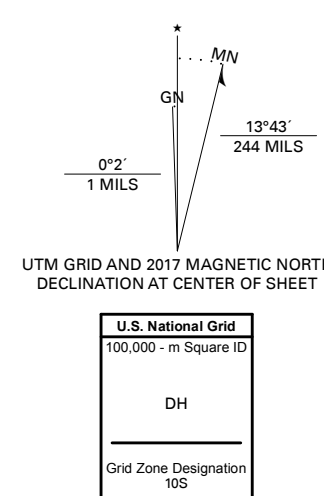 ★
MN
GN
13°43´
244 MILS
0°2´
1 MILS
UTM GRID AND 2017 MAGNETIC NORTH
DECLINATION AT CENTER OF SHEET
U.S. National Grid
100,000 - m Square ID
DH
Grid Zone Designation
10S